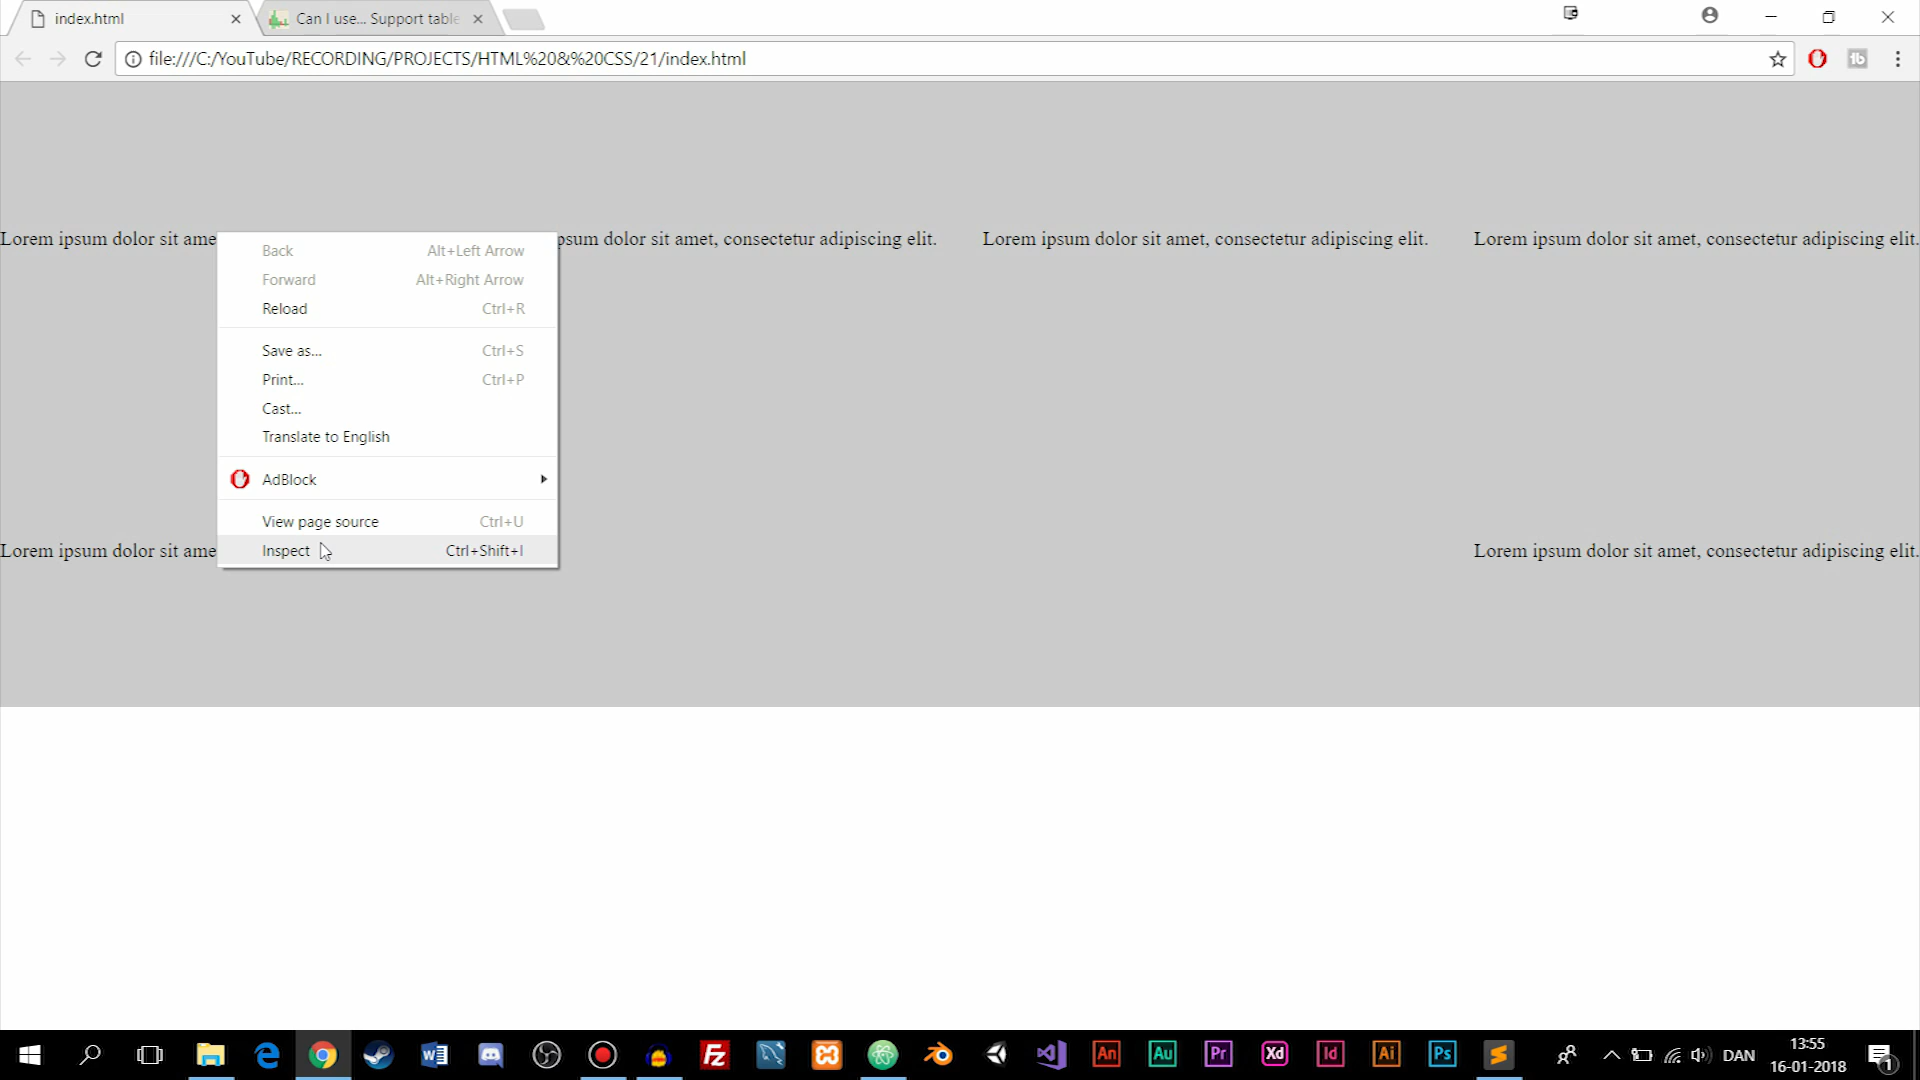 index.html
Can I use... Support table
file:///C:/YouTube/RECORDING/PROJECTS/HTML%20&%20CSS/21/index.html
Lorem ipsum dolor sit ame
psum dolor sit amet, consectetur adipiscing elit.
Lorem ipsum dolor sit amet, consectetur adipiscing elit.
Lorem ipsum dolor sit amet, consectetur adipiscing elit.
Back Alt+Left Arrow
Forward Alt+Right Arrow
Reload Ctrl+R
Save as... Ctrl+S
Print... Ctrl+P
Cast...
Translate to English
AdBlock
View page source Ctrl+U
Inspect Ctrl+Shift+I
Lorem ipsum dolor sit ame
Lorem ipsum dolor sit amet, consectetur adipiscing elit.
An
Au
Pr
Xd
Id
Ai
Ps
DAN
13:55
16-01-2018
1